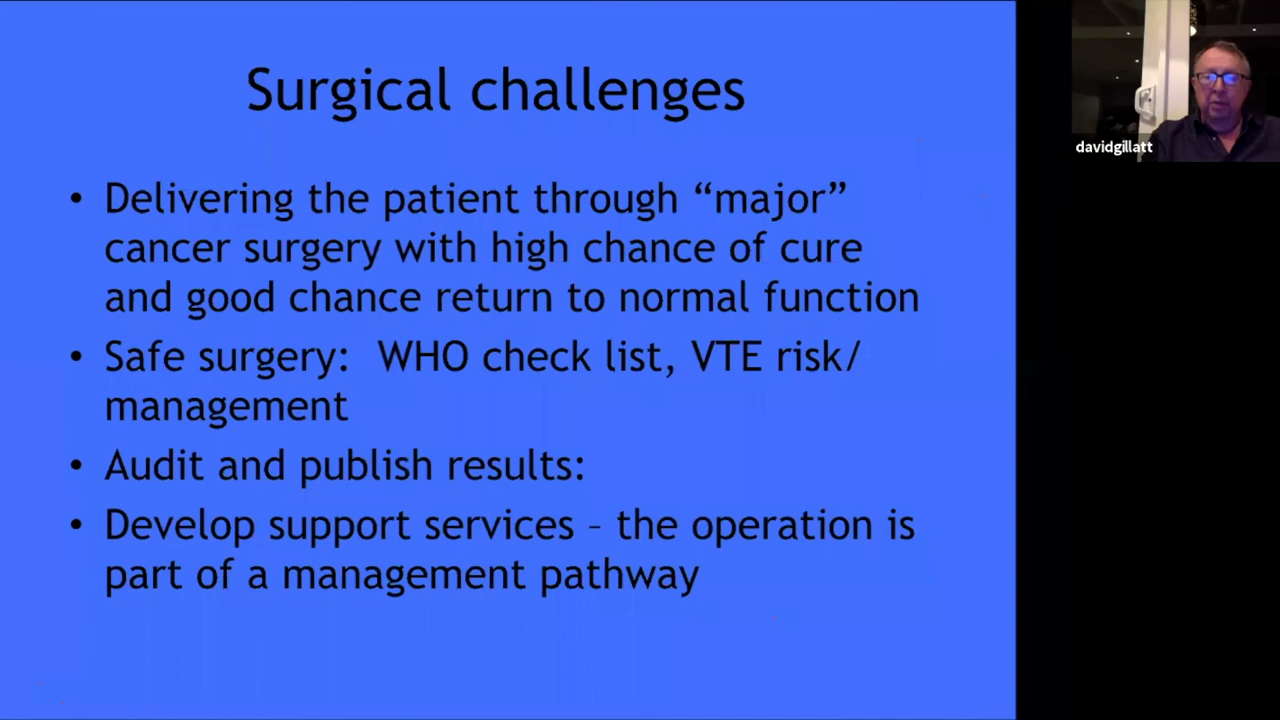 Surgical challenges
• Delivering the patient through “major”
cancer surgery with high chance of cure
and good chance return to normal function
• Safe surgery:  WHO check list, VTE risk/
management
• Audit and publish results:
• Develop support services – the operation is
part of a management pathway
davidgillatt